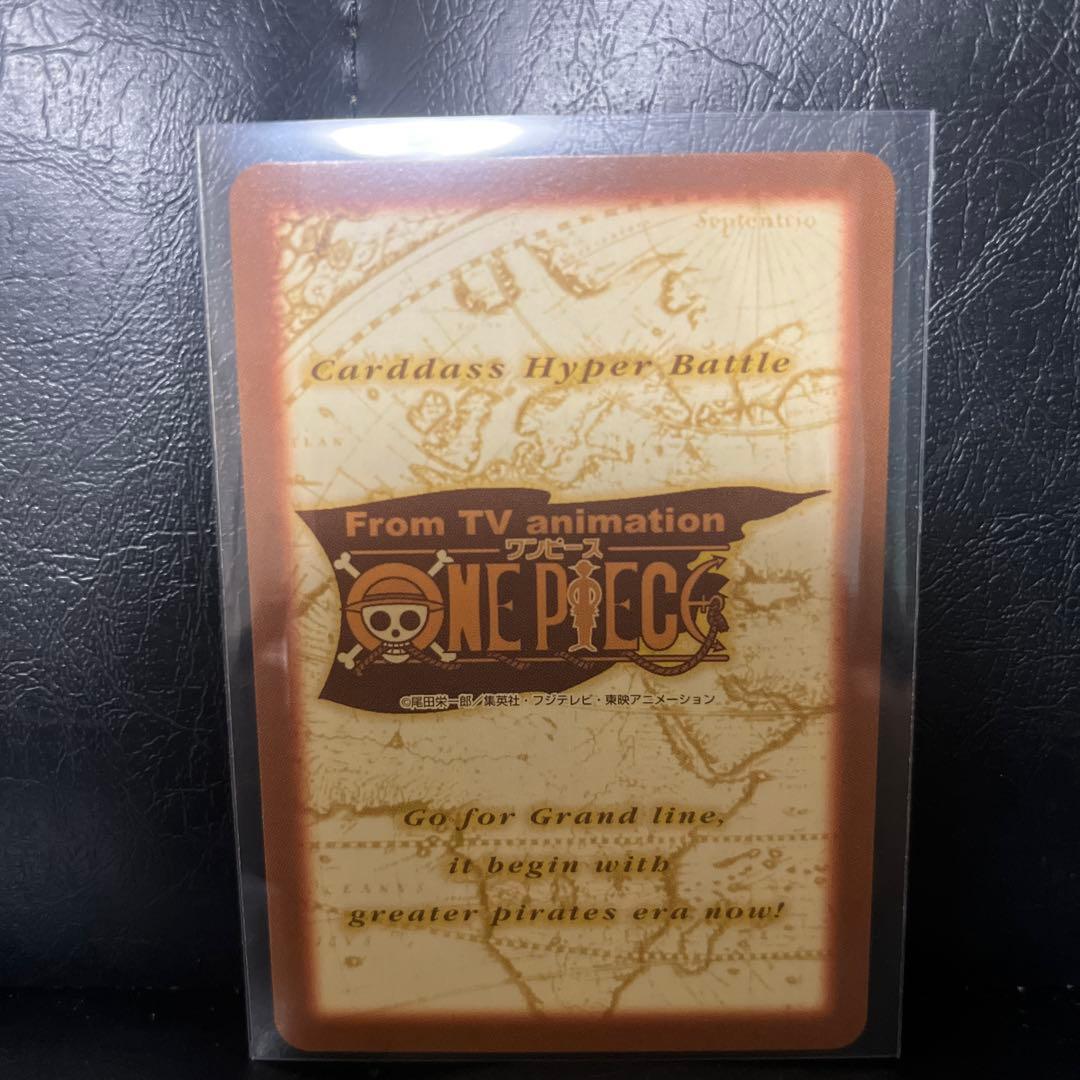 Septentrio
Carddass Hyper Battle
From TV animation
ワンピース
ONE PIECE
©尾田栄一郎／集英社・フジテレビ・東映アニメーション
Go for Grand line,
it begin with
greater pirates era now!